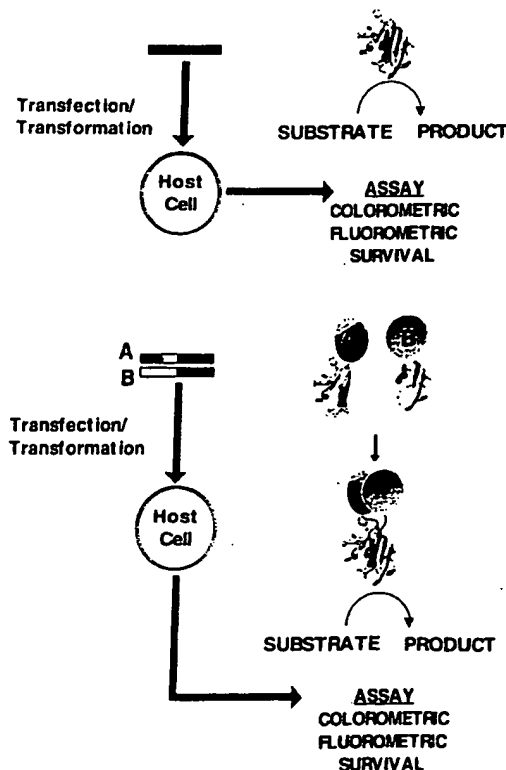 Transfection/
Transformation
SUBSTRATE PRODUCT
Host
Cell
ASSAY
COLOROMETRIC
FLUOROMETRIC
SURVIVAL
A
B
B
Transfection/
Transformation
Host
Cell
SUBSTRATE PRODUCT
ASSAY
COLOROMETRIC
FLUOROMETRIC
SURVIVAL